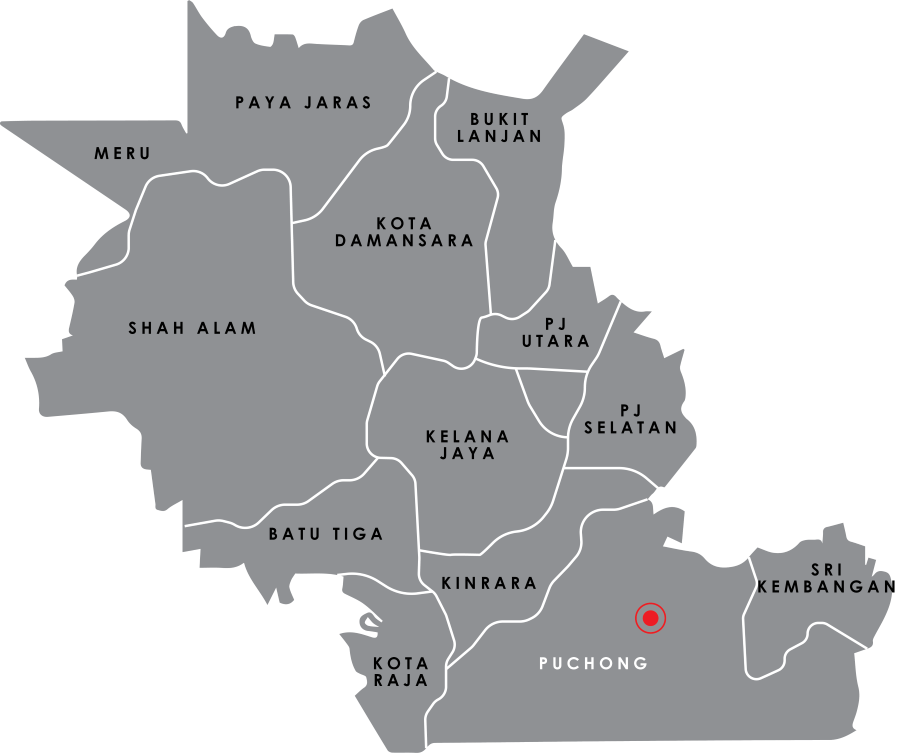 PAYA JARAS
BUKIT
LANJAN
MERU
KOTA
DAMANSARA
SHAH ALAM
PJ
UTARA
PJ
SELATAN
KELANA
JAYA
BATU TIGA
KINRARA
SRI
KEMBANGAN
KOTA
RAJA
PUCHONG